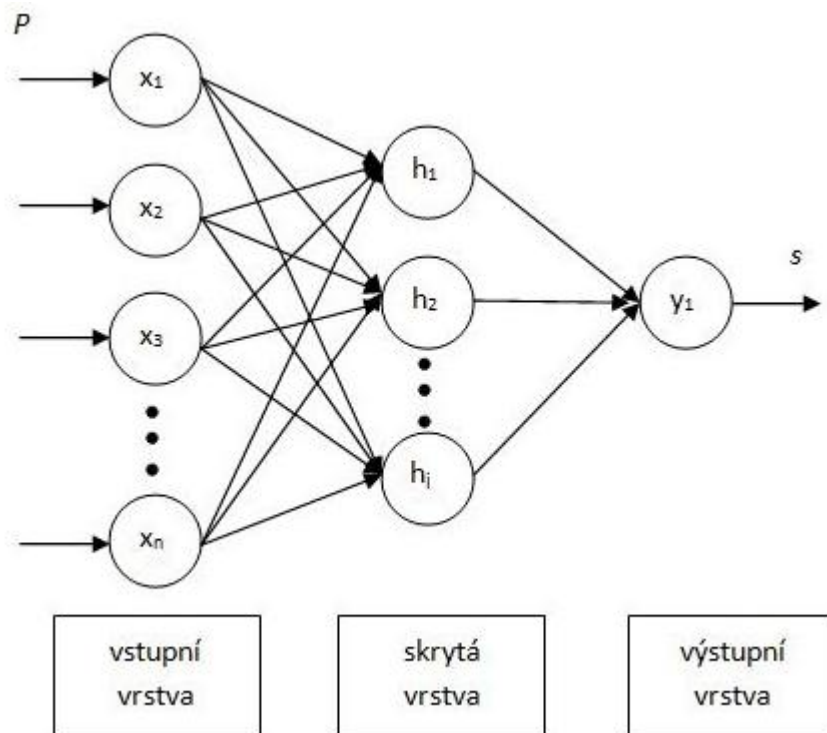 P
x₁
x₂
x₃
xₙ
h₁
h₂
hⱼ
y₁
s
vstupní
vrstva
skrytá
vrstva
výstupní
vrstva